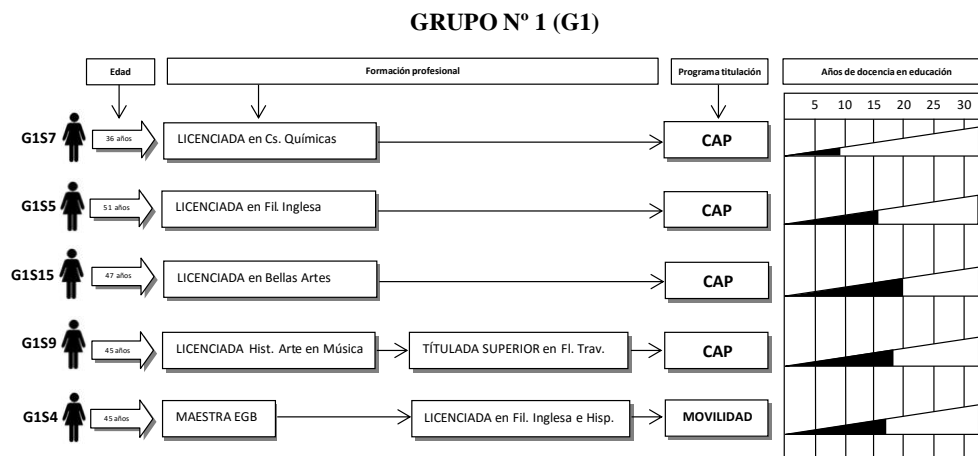 GRUPO Nº 1 (G1)
Edad
Formación profesional
Programa titulación
Años de docencia en educación
5 10 15 20 25 30
G1S7
36 años
LICENCIADA en Cs. Químicas
CAP
G1S5
51 años
LICENCIADA en Fil. Inglesa
CAP
G1S15
47 años
LICENCIADA en Bellas Artes
CAP
G1S9
45 años
LICENCIADA Hist. Arte en Música
TÍTULADA SUPERIOR en Fl. Trav.
CAP
G1S4
45 años
MAESTRA EGB
LICENCIADA en Fil. Inglesa e Hisp.
MOVILIDAD